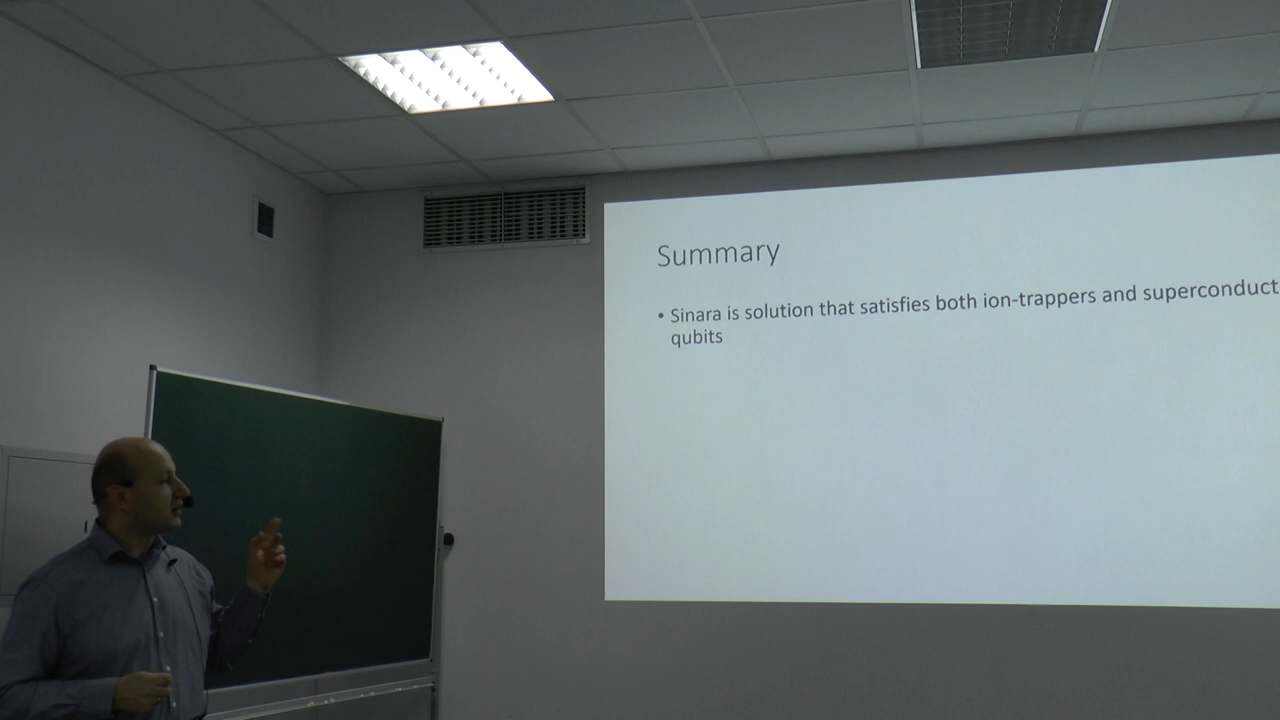 Summary
• Sinara is solution that satisfies both ion-trappers and superconduct
qubits